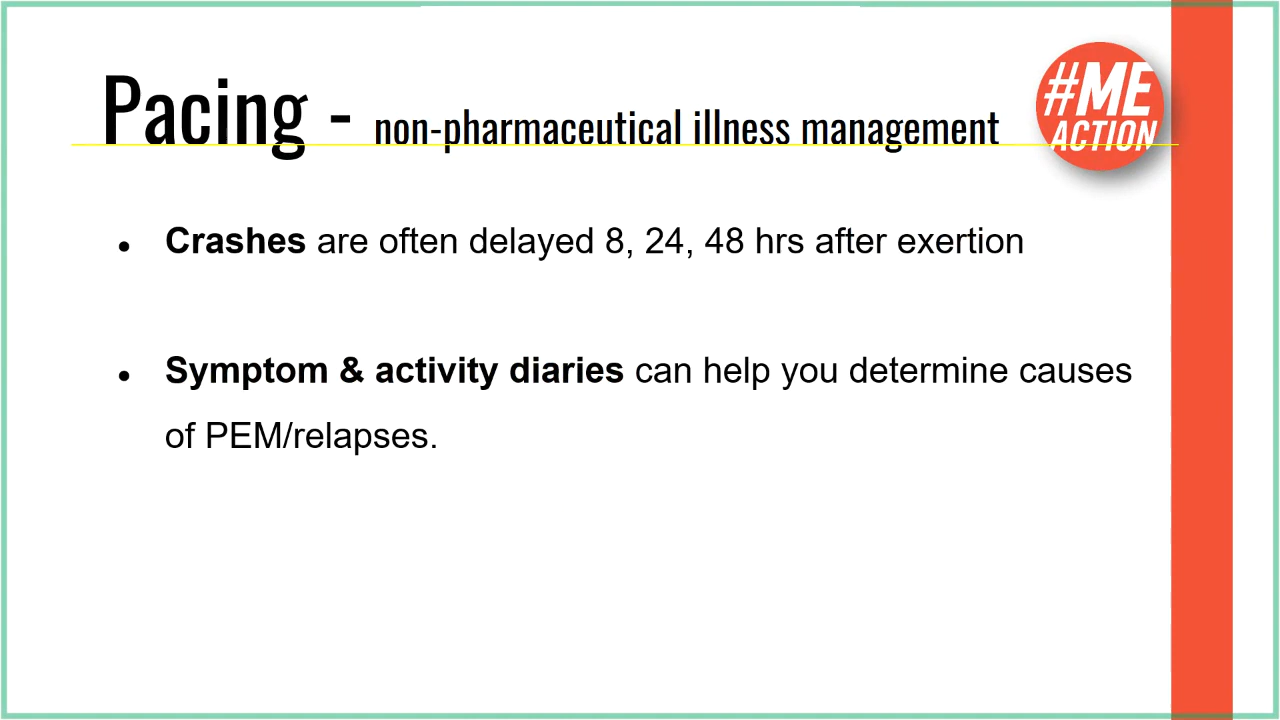 Pacing - non-pharmaceutical illness management
#ME
ACTION
● Crashes are often delayed 8, 24, 48 hrs after exertion
● Symptom & activity diaries can help you determine causes
of PEM/relapses.